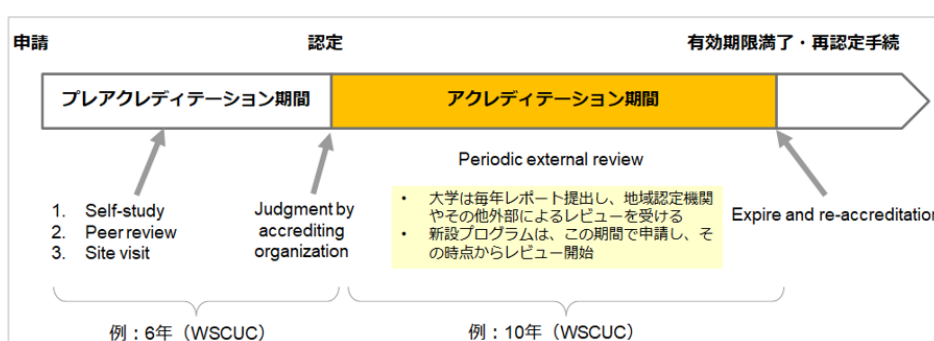 申請
認定
有効期限満了・再認定手続
プレアクレディテーション期間
アクレディテーション期間
Periodic external review
1. Self-study
2. Peer review
3. Site visit
Judgment by
accrediting
organization
• 大学は毎年レポート提出し、地域認定機関
やその他外部によるレビューを受ける
• 新設プログラムは、この期間で申請し、そ
の時点からレビュー開始
Expire and re-accreditation
例：6年（WSCUC）
例：10年（WSCUC）